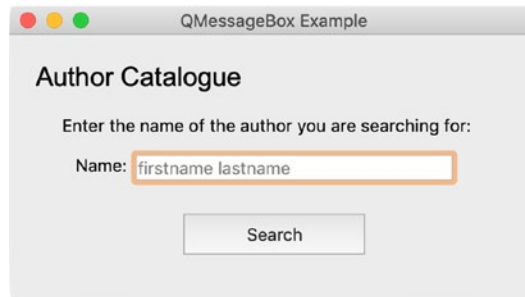 QMessageBox Example
Author Catalogue
Enter the name of the author you are searching for:
Name: firstname lastname
Search